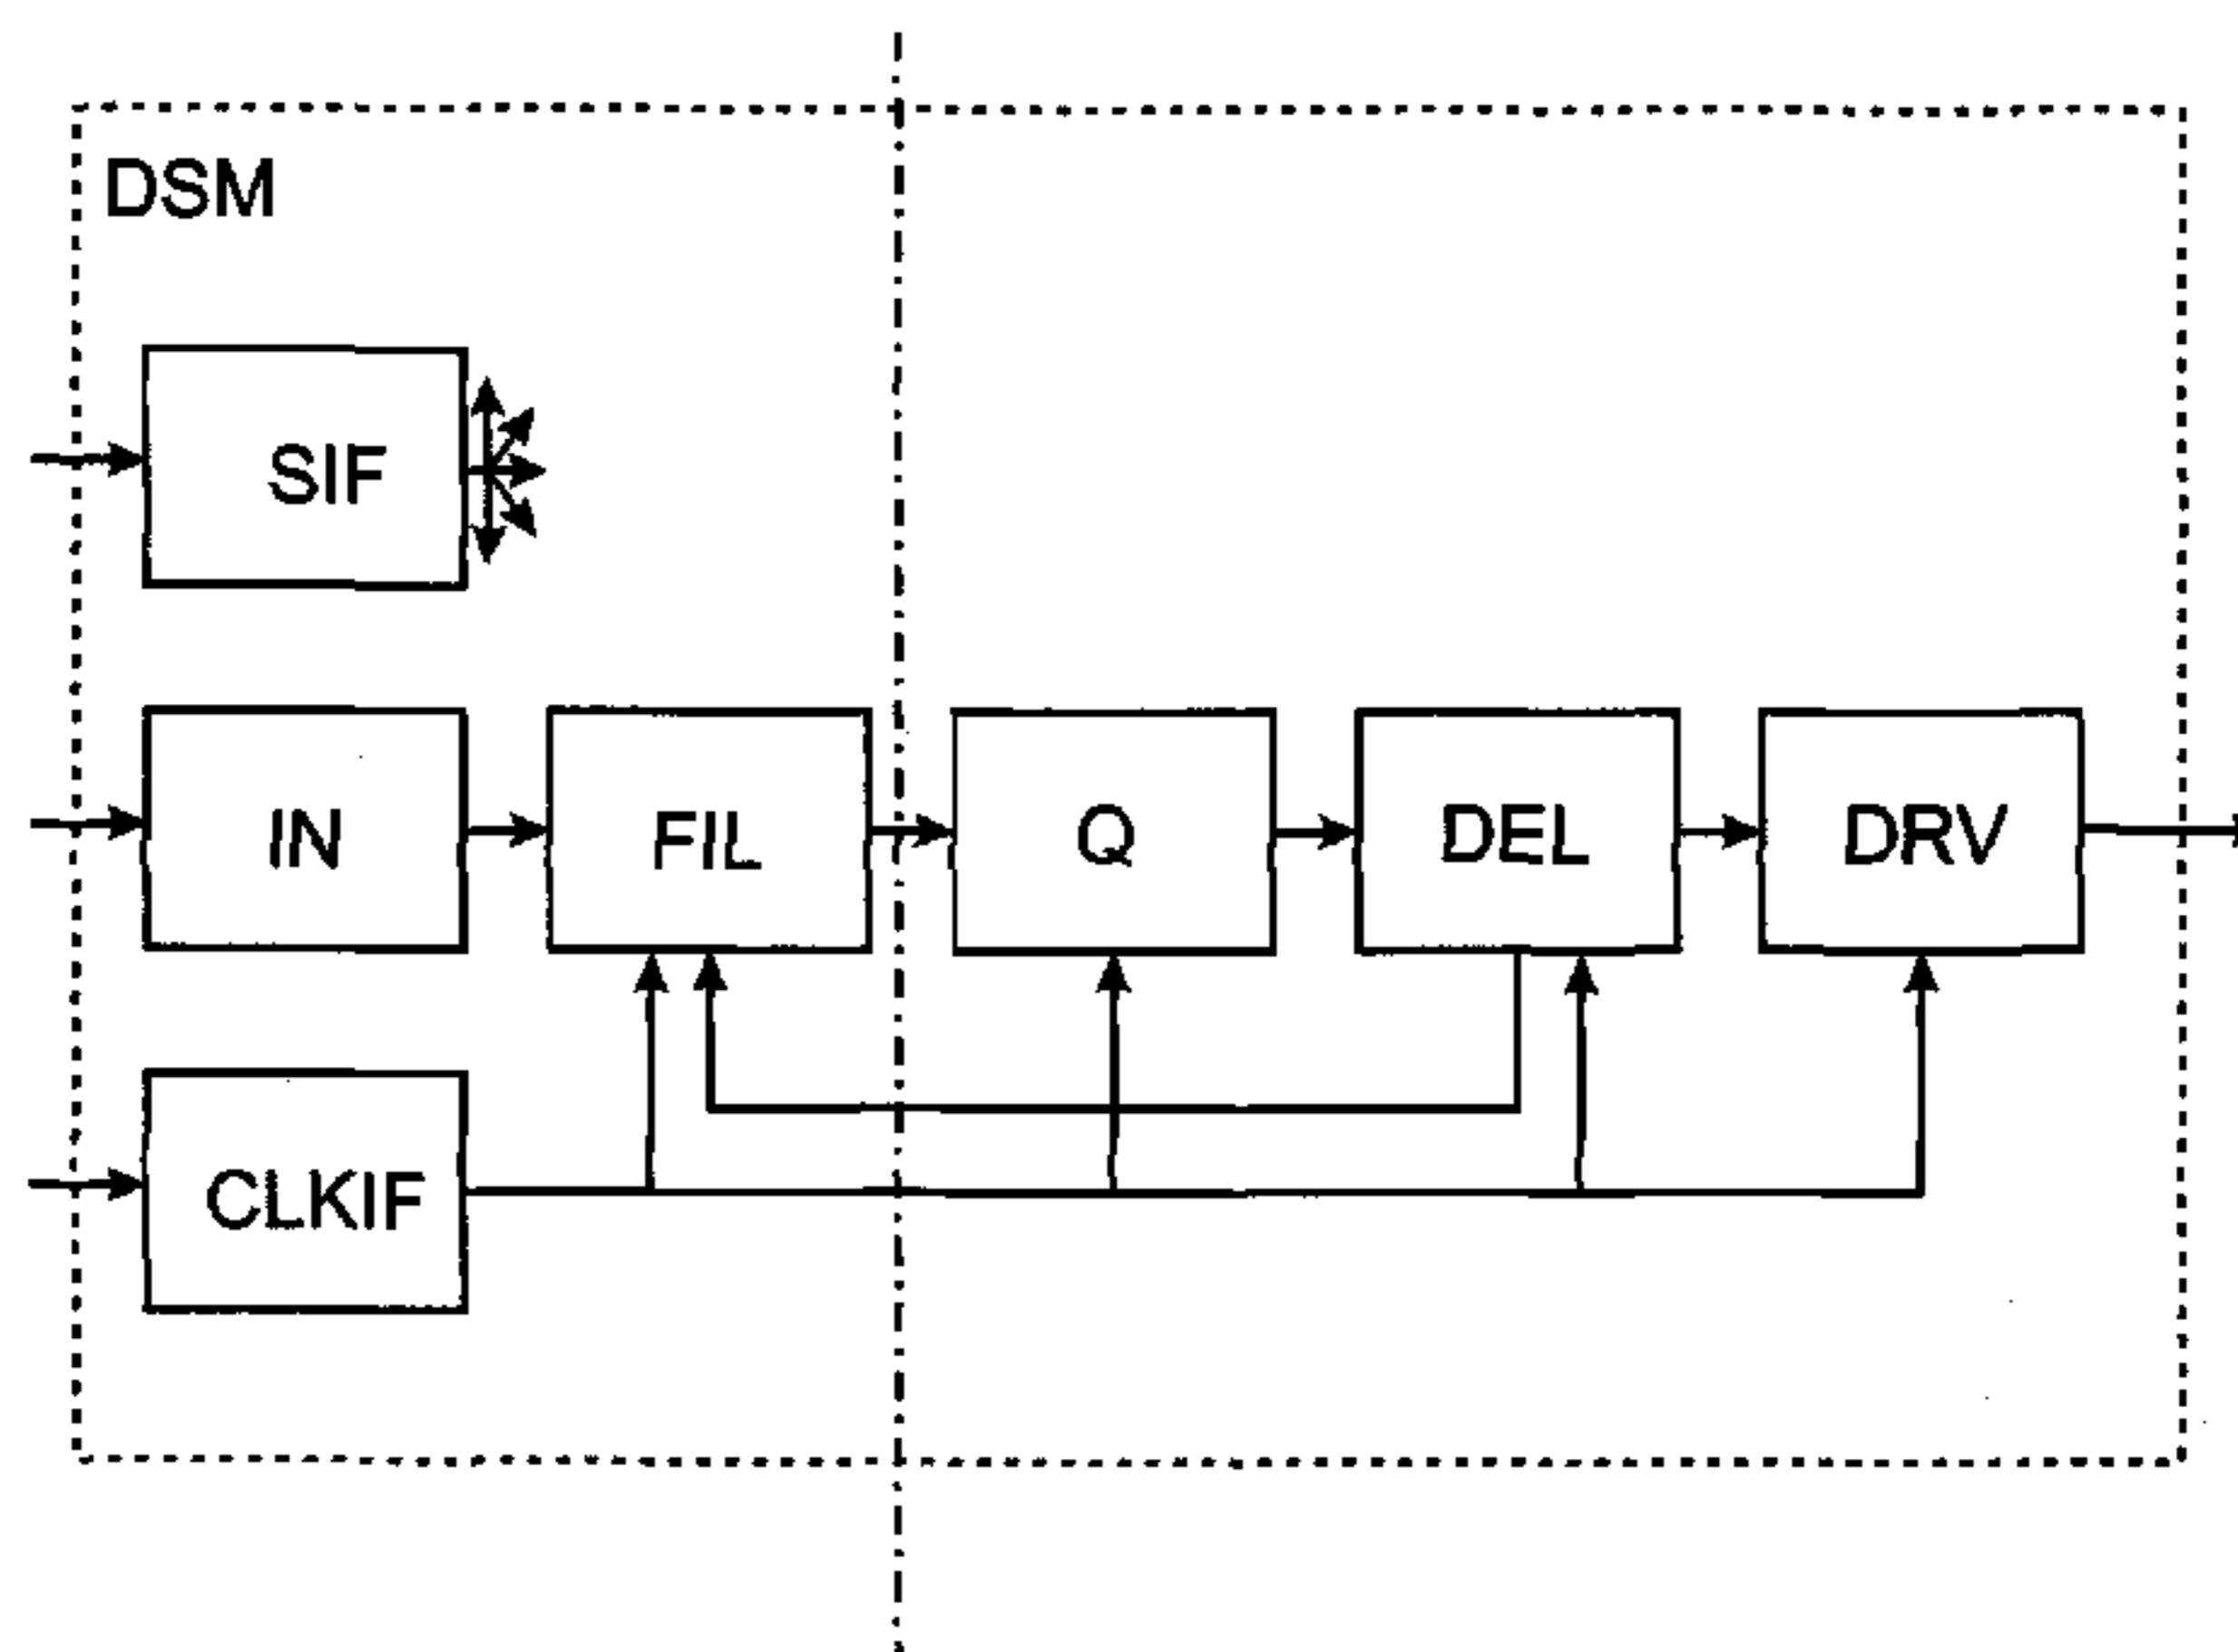 DSM
SIF
IN
FIL
Q
DEL
DRV
CLKIF